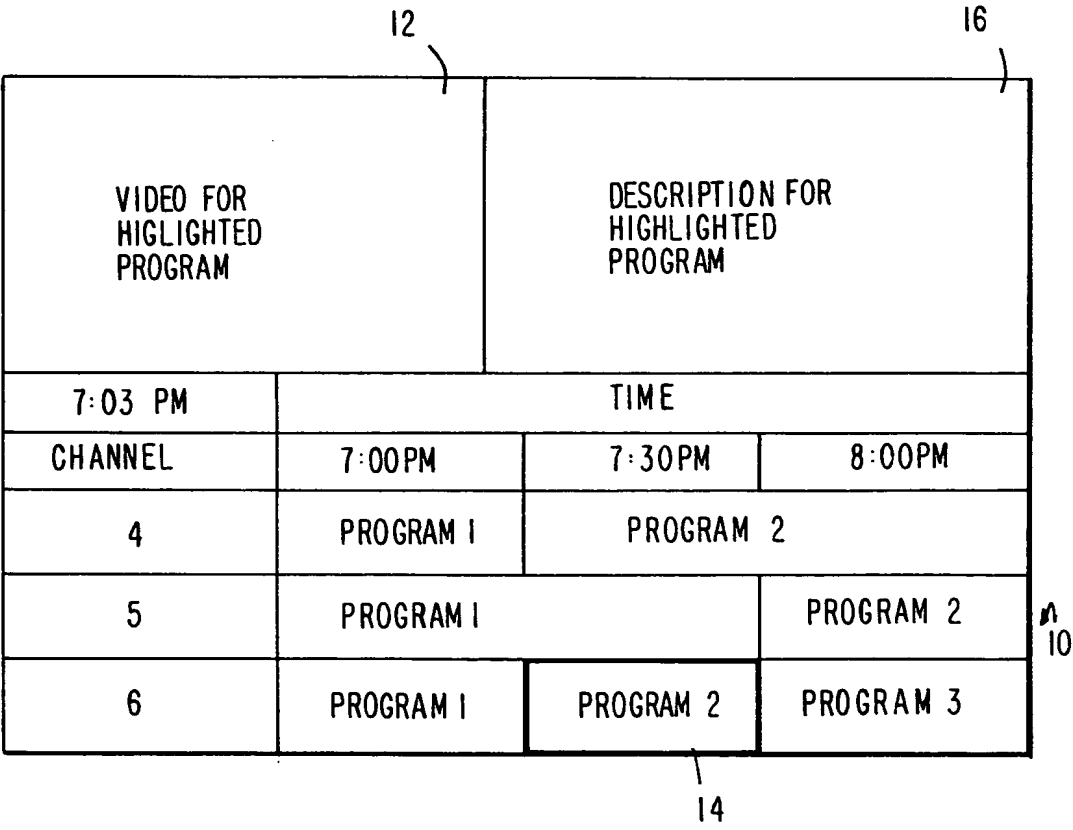 12
16
VIDEO FOR
HIGLIGHTED
PROGRAM
DESCRIPTION FOR
HIGHLIGHTED
PROGRAM
7:03 PM
TIME
CHANNEL
7:00PM
7:30PM
8:00PM
4
PROGRAM 1
PROGRAM 2
5
PROGRAM 1
PROGRAM 2
10
6
PROGRAM 1
PROGRAM 2
PROGRAM 3
14